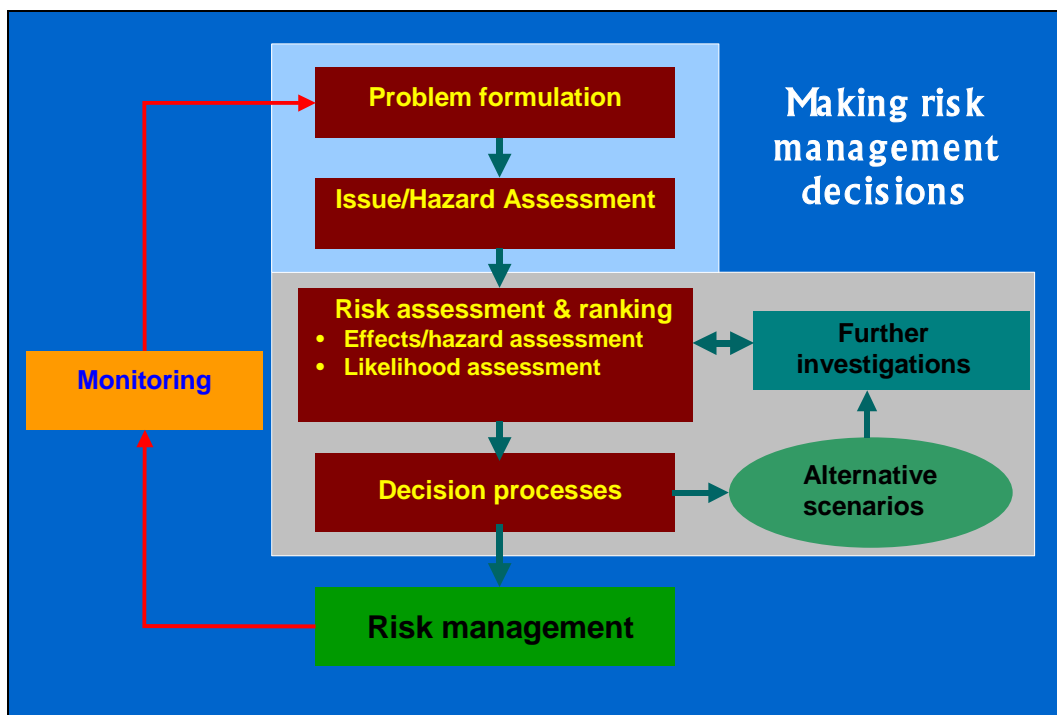 Making risk
management
decisions
Problem formulation
Issue/Hazard Assessment
Risk assessment & ranking
• Effects/hazard assessment
• Likelihood assessment
Further
investigations
Monitoring
Decision processes
Alternative
scenarios
Risk management